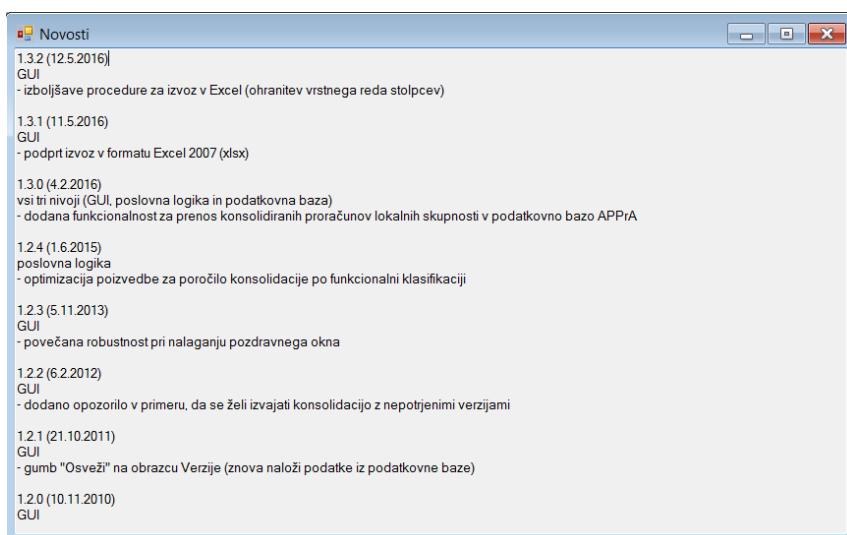 Novosti
1.3.2 (12.5.2016)
GUI
- izboljšave procedure za izvoz v Excel (ohranitev vrstnega reda stolpcev)
1.3.1 (11.5.2016)
GUI
- podprt izvoz v formatu Excel 2007 (xlsx)
1.3.0 (4.2.2016)
vsi tri nivoji (GUI, poslovna logika in podatkovna baza)
- dodana funkcionalnost za prenos konsolidiranih proračunov lokalnih skupnosti v podatkovno bazo APPrA
1.2.4 (1.6.2015)
poslovna logika
- optimizacija poizvedbe za poročilo konsolidacije po funkcionalni klasifikaciji
1.2.3 (5.11.2013)
GUI
- povečana robustnost pri nalaganju pozdravnega okna
1.2.2 (6.2.2012)
GUI
- dodano opozorilo v primeru, da se želi izvajati konsolidacijo z nepotrjenimi verzijami
1.2.1 (21.10.2011)
GUI
- gumb "Osveži" na obrazcu Verzije (znova naloži podatke iz podatkovne baze)
1.2.0 (10.11.2010)
GUI